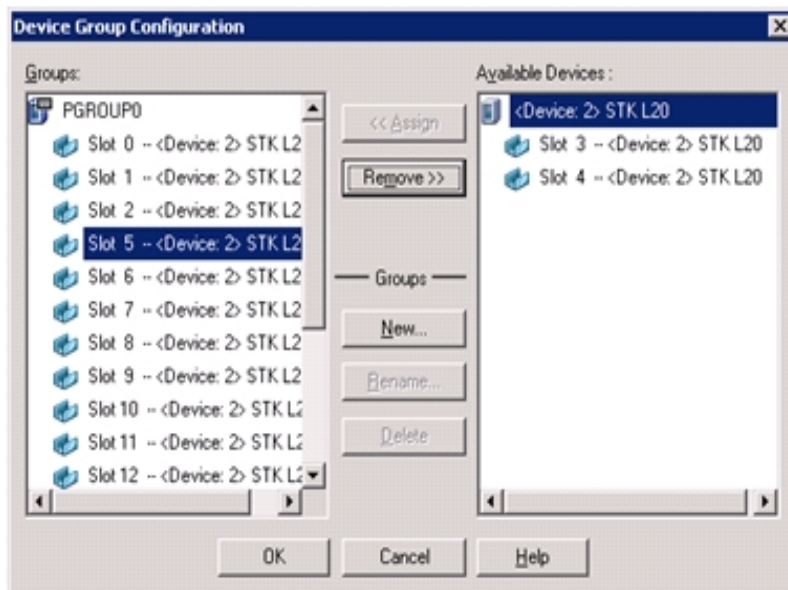 Device Group Configuration
Groups:
PGROUP0
Slot 0 -- <Device: 2> STK L2
Slot 1 -- <Device: 2> STK L2
Slot 2 -- <Device: 2> STK L2
Slot 5 -- <Device: 2> STK L2
Slot 6 -- <Device: 2> STK L2
Slot 7 -- <Device: 2> STK L2
Slot 8 -- <Device: 2> STK L2
Slot 9 -- <Device: 2> STK L2
Slot 10 -- <Device: 2> STK L2
Slot 11 -- <Device: 2> STK L2
Slot 12 -- <Device: 2> STK L2
<< Assign
Remove >>
Groups
New...
Rename...
Delete
Available Devices :
<Device: 2> STK L20
Slot 3 -- <Device: 2> STK L20
Slot 4 -- <Device: 2> STK L20
OK
Cancel
Help